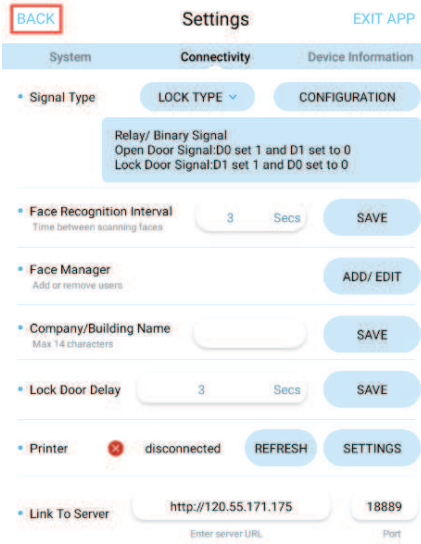 BACK Settings EXIT APP
System Connectivity Device Information
• Signal Type LOCK TYPE CONFIGURATION
Relay/ Binary Signal
Open Door Signal:D0 set 1 and D1 set to 0
Lock Door Signal:D1 set 1 and D0 set to 0
• Face Recognition Interval 3 Secs SAVE
Time between scanning faces
• Face Manager ADD/ EDIT
Add or remove users
• Company/Building Name SAVE
Max 14 characters
• Lock Door Delay 3 Secs SAVE
• Printer disconnected REFRESH SETTINGS
• Link To Server http://120.55.171.175 18889
Enter server URL Port